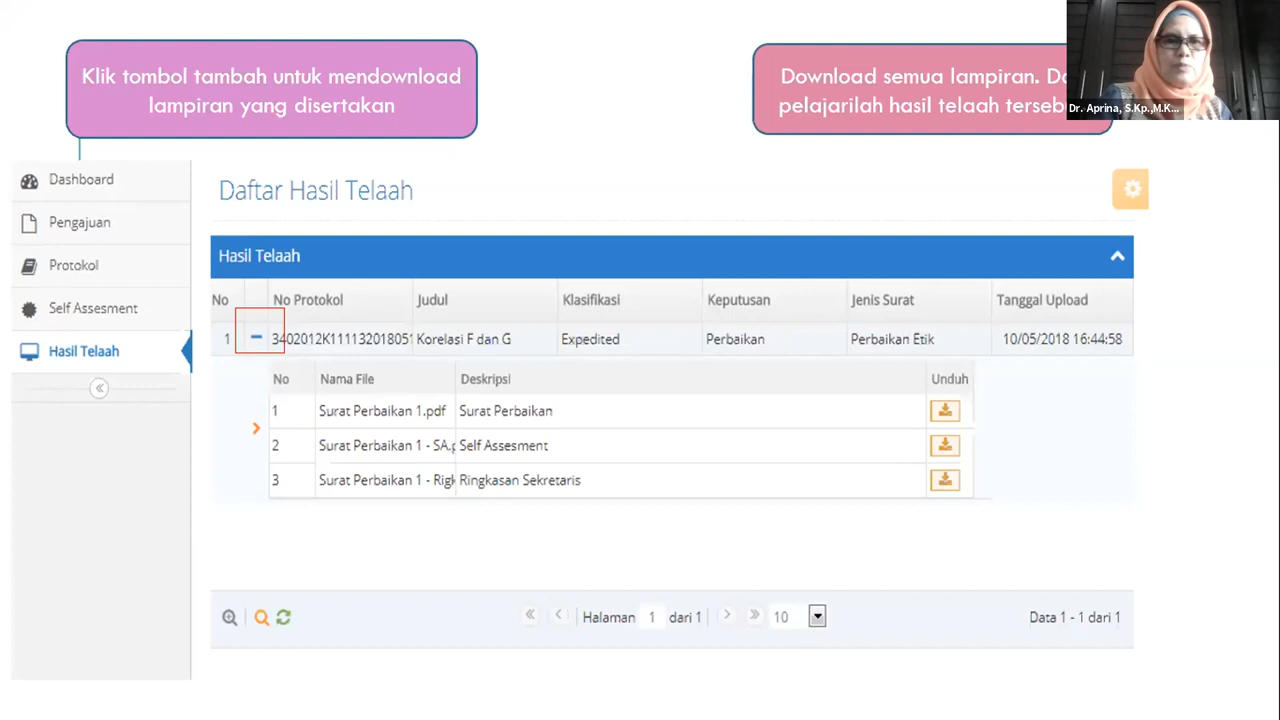 Klik tombol tambah untuk mendownload
lampiran yang disertakan
Download semua lampiran.
pelajarilah hasil telaah
Dr. Aprina, S.Kp.,M.K...
Dashboard
Pengajuan
Protokol
Self Assesment
Hasil Telaah
Daftar Hasil Telaah
Hasil Telaah
No No Protokol Judul Klasifikasi Keputusan Jenis Surat Tanggal Upload
1 3402012K111132018051 Korelasi F dan G Expedited Perbaikan Perbaikan Etik 10/05/2018 16:44:58
No Nama File Deskripsi Unduh
1 Surat Perbaikan 1.pdf Surat Perbaikan
2 Surat Perbaikan 1 - SA.p Self Assesment
3 Surat Perbaikan 1 - Rigk Ringkasan Sekretaris
Halaman 1 dari 1 10 Data 1 - 1 dari 1